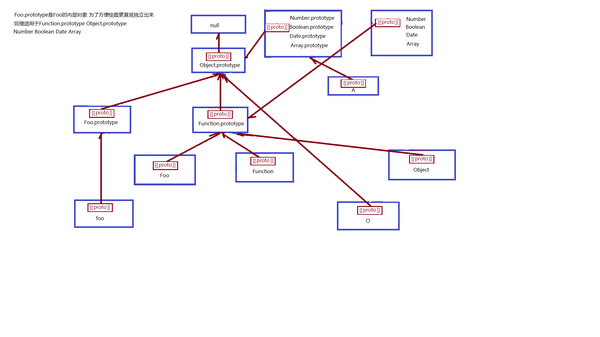 Foo.prototype是Foo的内部对象 为了方便绘图更直观独立出来
同理适用于Function.prototype Object.prototype
Number Boolean Date Array
null
[[proto]]
Object.prototype
Number.prototype
[[proto]]
Boolean.prototype
Date.prototype
Array.prototype
[[proto]]
Number
Boolean
Date
Array
[[proto]]
A
[[proto]]
Foo.prototype
[[proto]]
Function.prototype
[[proto]]
Foo
[[proto]]
Function
[[proto]]
Object
[[proto]]
foo
[[proto]]
O